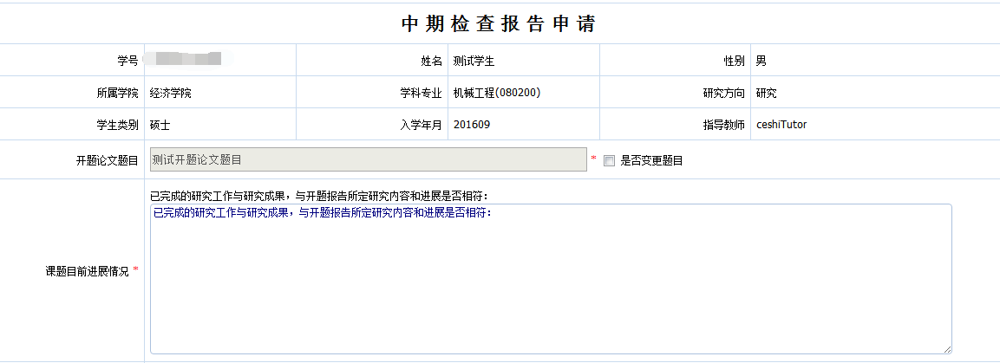 中期检查报告申请
学号 姓名 测试学生 性别 男
所属学院 经济学院 学科专业 机械工程(080200) 研究方向 研究
学生类别 硕士 入学年月 201609 指导教师 ceshiTutor
开题论文题目 测试开题论文题目 * 是否变更题目
已完成的研究工作与研究成果，与开题报告所定研究内容和进展是否相符：
已完成的研究工作与研究成果，与开题报告所定研究内容和进展是否相符：
课题目前进展情况 *